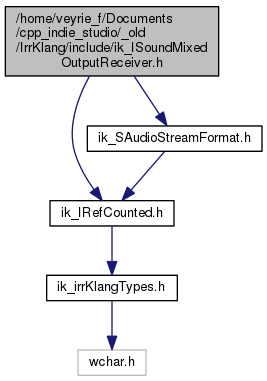 /home/veyrie_f/Documents
/cpp_indie_studio/_old
/IrrKlang/include/ik_ISoundMixed
OutputReceiver.h
ik_SAudioStreamFormat.h
ik_IRefCounted.h
ik_irrKlangTypes.h
wchar.h